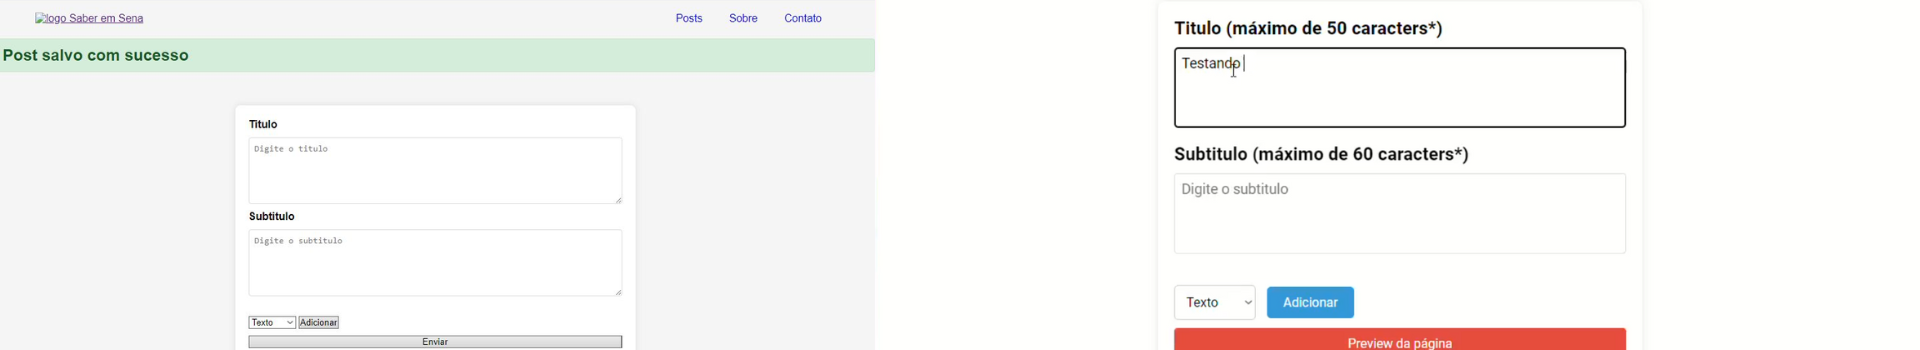 logo Saber em Sena
Posts Sobre Contato
Post salvo com sucesso
Titulo
Digite o titulo
Subtitulo
Digite o subtitulo
Texto Adicionar
Enviar
Titulo (máximo de 50 caracters*)
Testando
Subtitulo (máximo de 60 caracters*)
Digite o subtitulo
Texto Adicionar
Preview da página